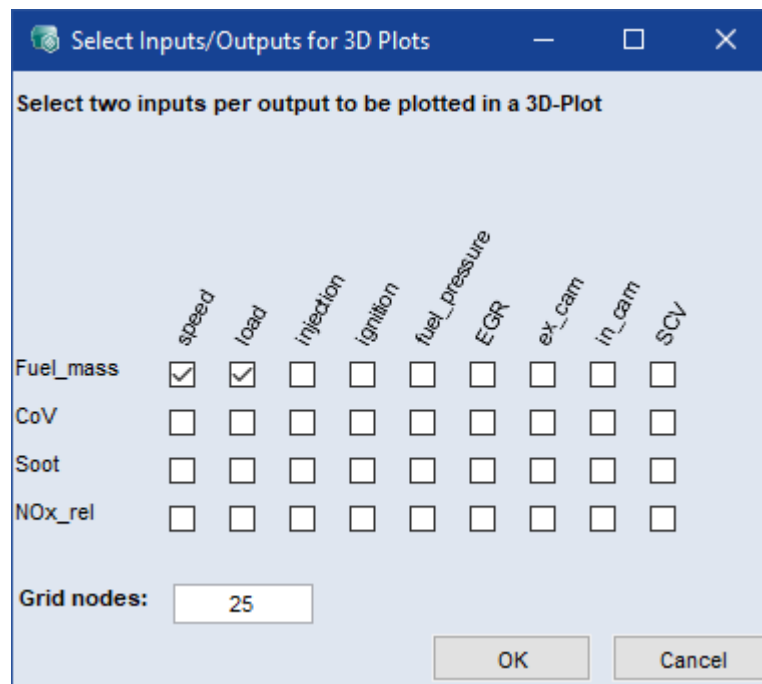 Select Inputs/Outputs for 3D Plots
Select two inputs per output to be plotted in a 3D-Plot
speed load injection ignition fuel_pressure EGR ex_cam in_cam SCV
Fuel_mass
CoV
Soot
NOx_rel
Grid nodes: 25
OK Cancel